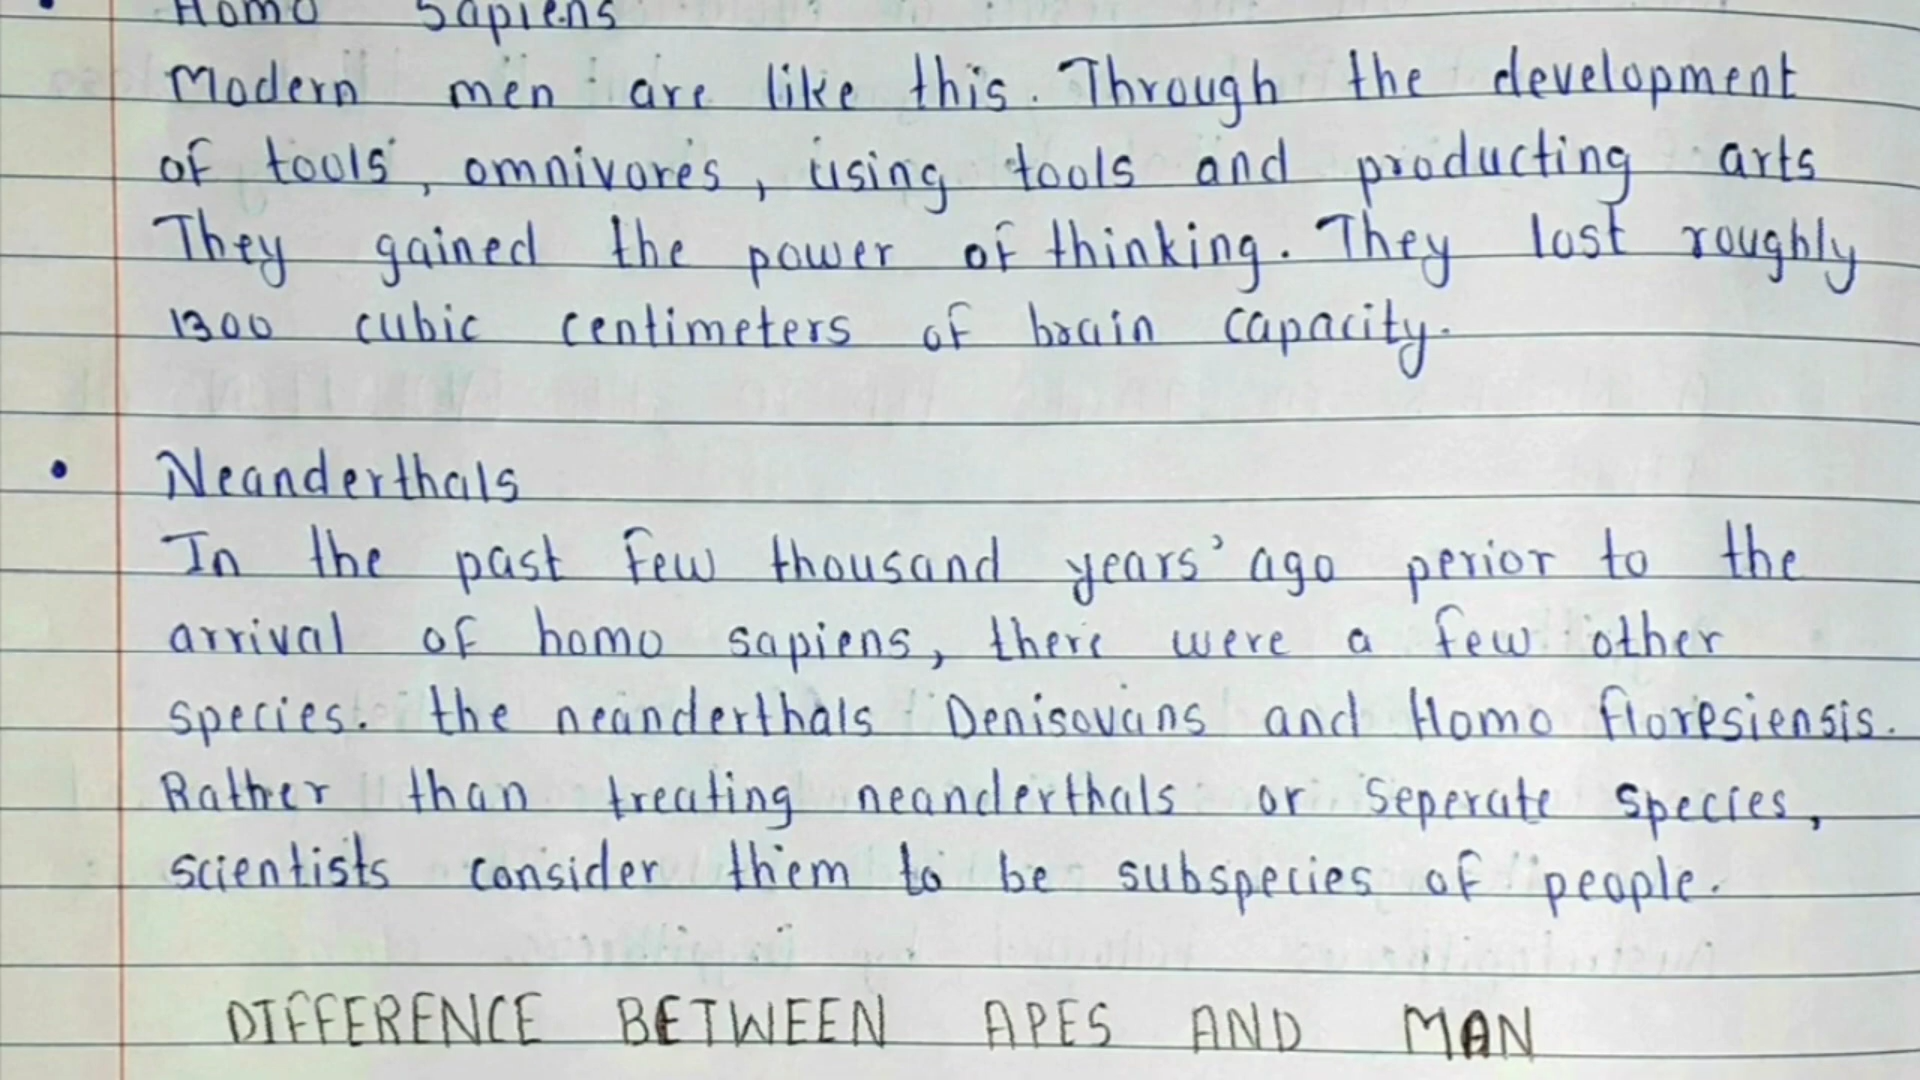 • Homo Sapiens
Modern men are like this. Through the development
of tools, omnivores, using tools and producting arts
They gained the power of thinking. They lost roughly
1300 cubic centimeters of brain capacity.
• Neanderthals
In the past few thousand years' ago perior to the
arrival of homo sapiens, there were a few other
species. the neanderthals Denisovans and Homo floresiensis.
Rather than treating neanderthals or seperate species,
scientists consider them to be subspecies of people.
DIFFERENCE BETWEEN APES AND MAN